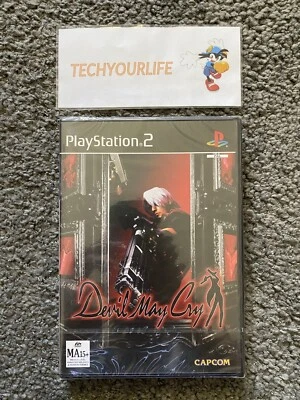 TECHYOURLIFE
PlayStation®2
Devil May Cry
MA15+
CAPCOM